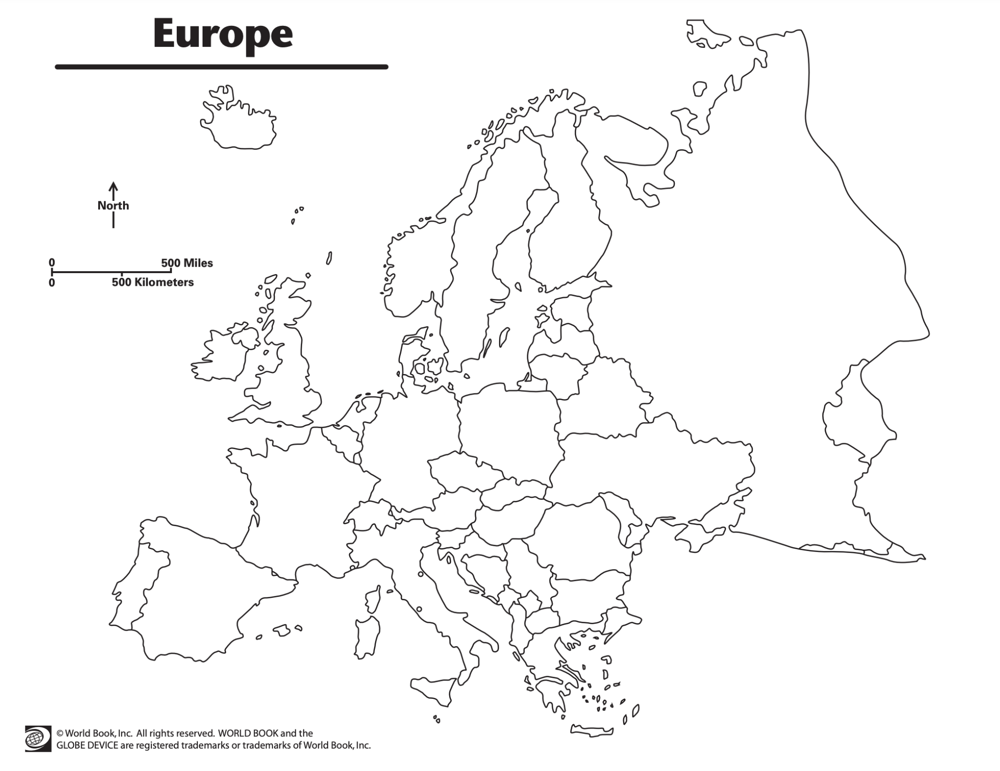 Europe
North
0 500 Miles
0 500 Kilometers
© World Book, Inc. All rights reserved. WORLD BOOK and the
GLOBE DEVICE are registered trademarks or trademarks of World Book, Inc.